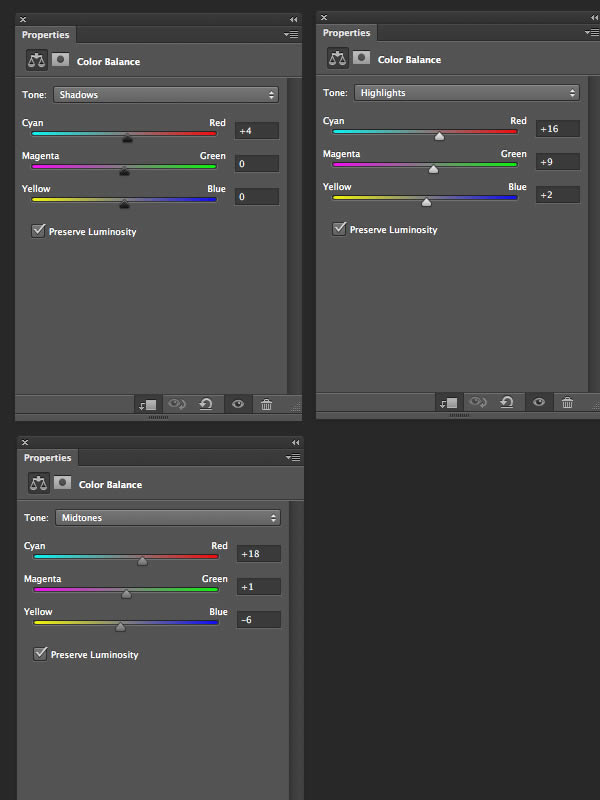 Properties
Color Balance
Tone: Shadows
Cyan Red +4
Magenta Green 0
Yellow Blue 0
Preserve Luminosity
Properties
Color Balance
Tone: Highlights
Cyan Red +16
Magenta Green +9
Yellow Blue +2
Preserve Luminosity
Properties
Color Balance
Tone: Midtones
Cyan Red +18
Magenta Green +1
Yellow Blue -6
Preserve Luminosity